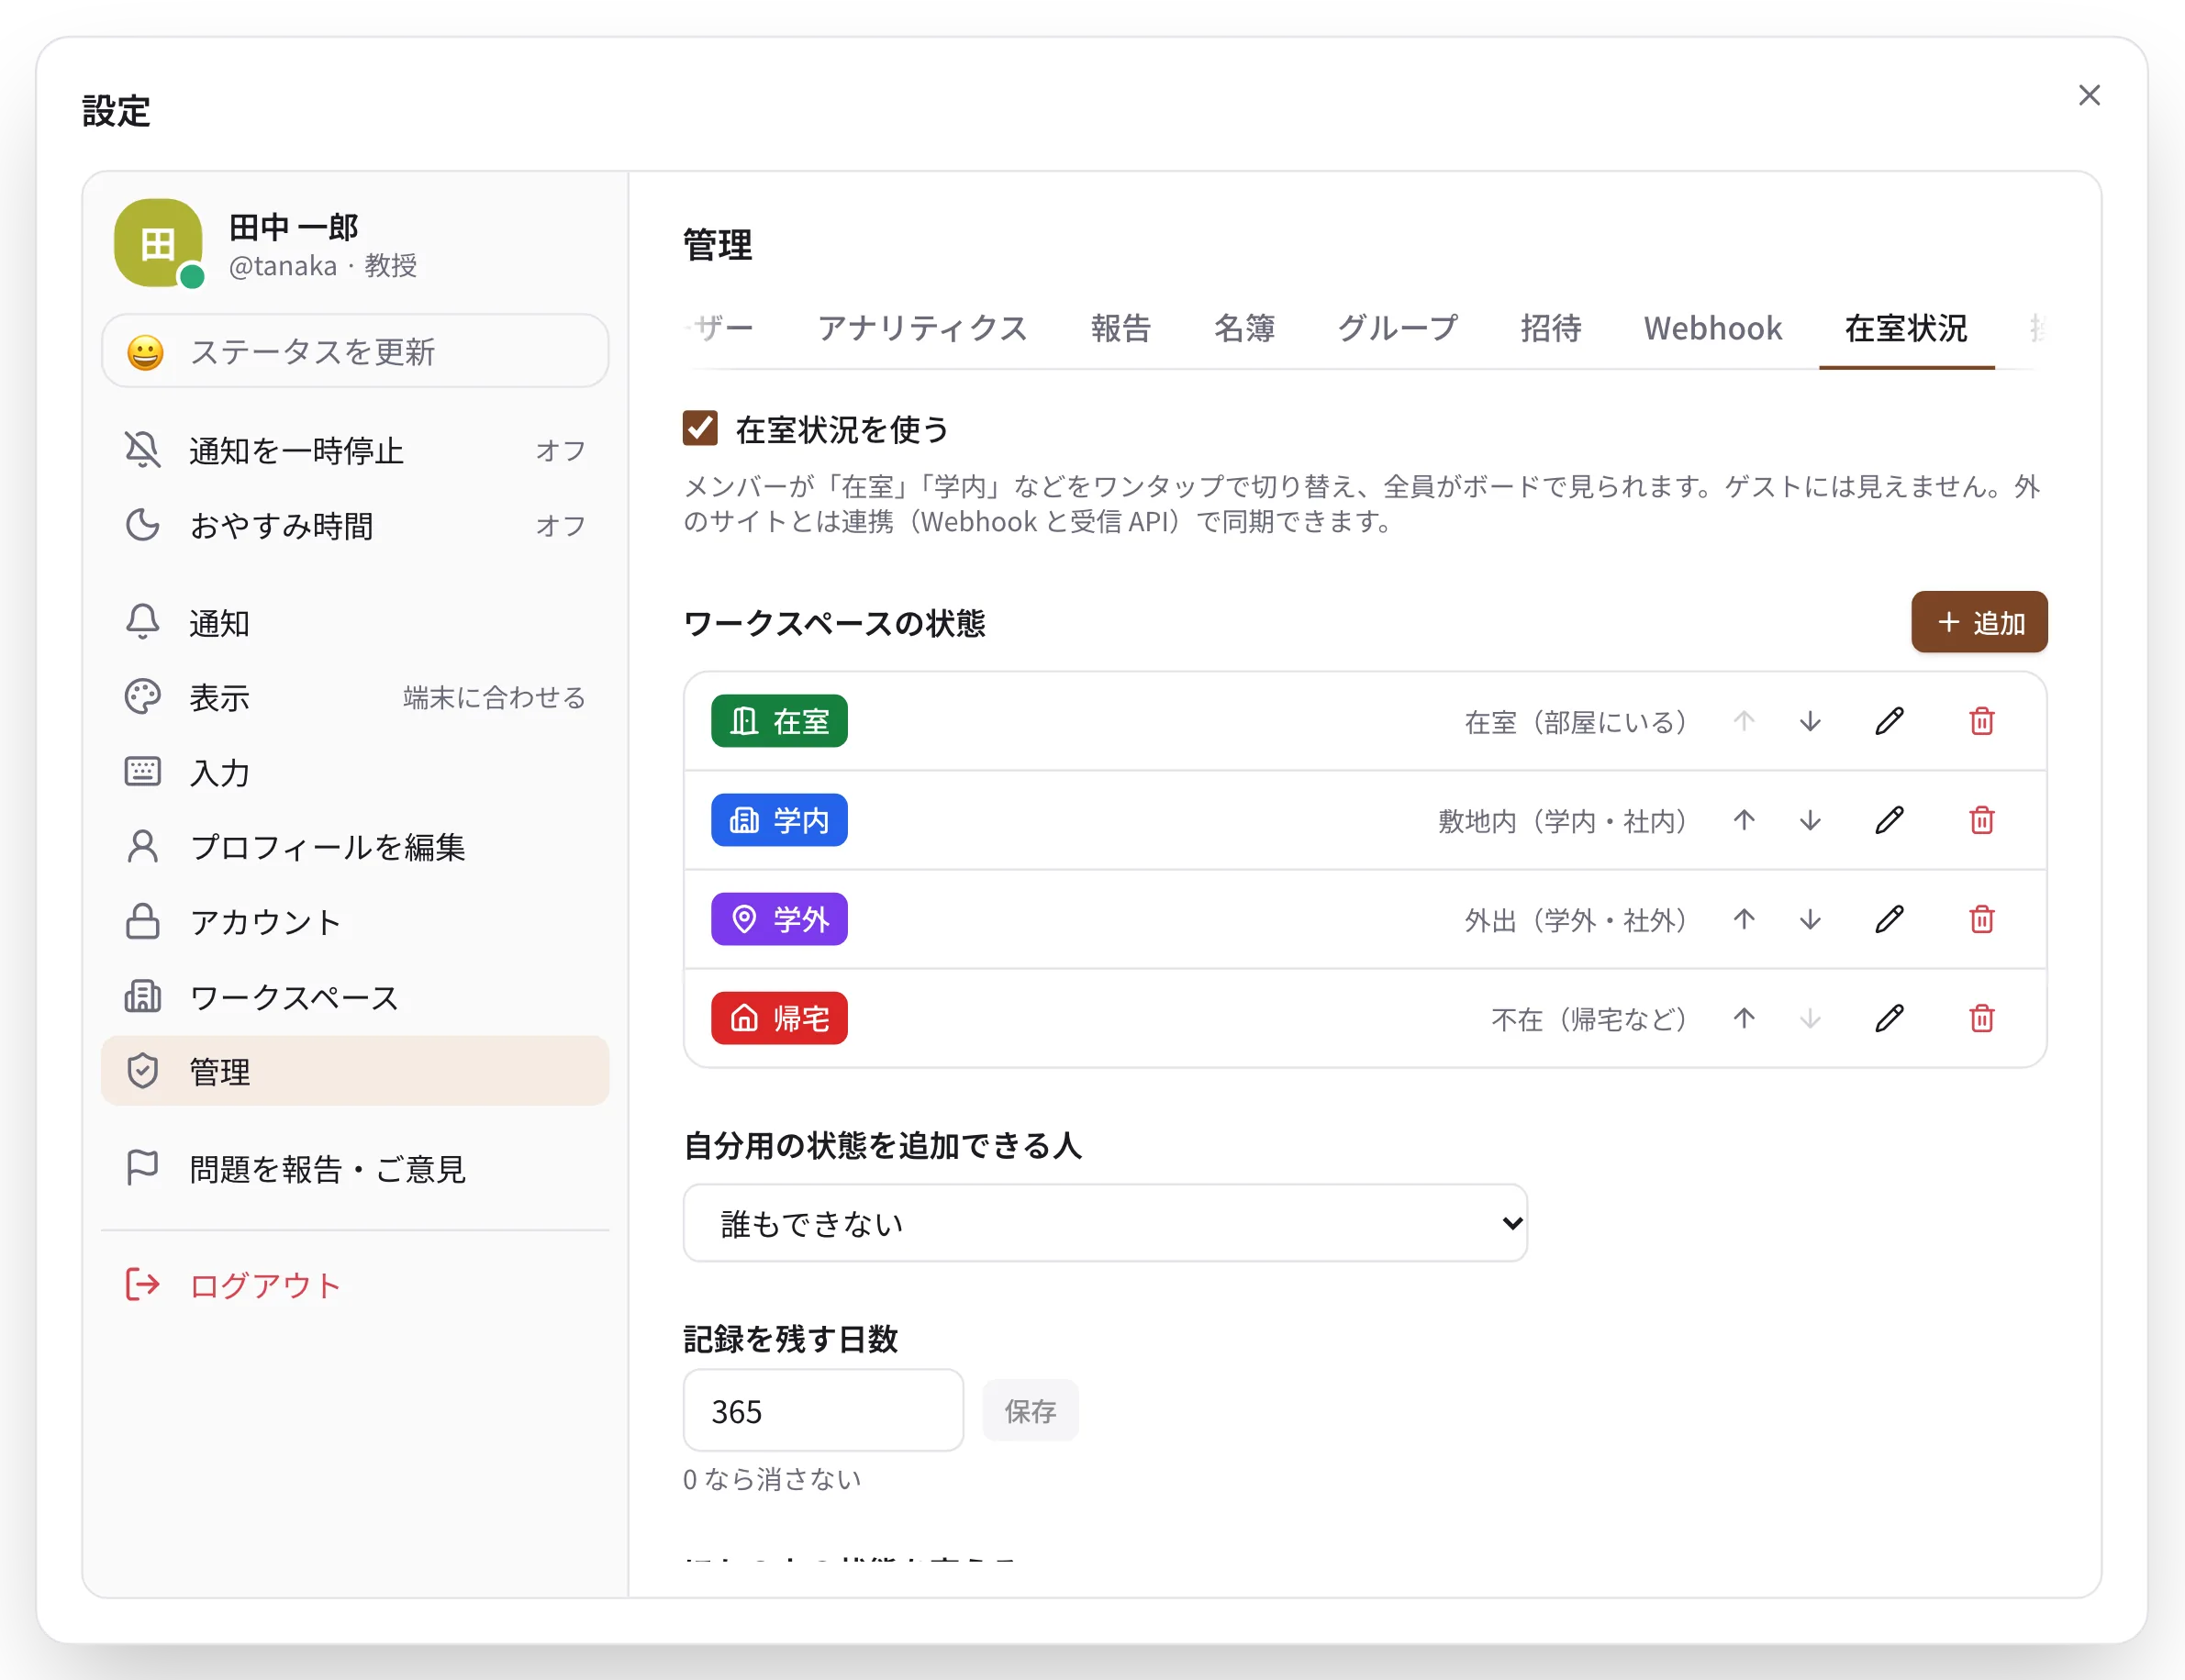 設定
田
田中 一郎
@tanaka · 教授
ステータスを更新
通知を一時停止 オフ
おやすみ時間 オフ
通知
表示 端末に合わせる
入力
プロフィールを編集
アカウント
ワークスペース
管理
問題を報告・ご意見
ログアウト
管理
ザー アナリティクス 報告 名簿 グループ 招待 Webhook 在室状況
在室状況を使う
メンバーが「在室」「学内」などをワンタップで切り替え、全員がボードで見られます。ゲストには見えません。外
のサイトとは連携（Webhook と受信 API）で同期できます。
ワークスペースの状態 + 追加
在室 在室（部屋にいる）
学内 敷地内（学内・社内）
学外 外出（学外・社外）
帰宅 不在（帰宅など）
自分用の状態を追加できる人
誰もできない
記録を残す日数
365 保存
0 なら消さない